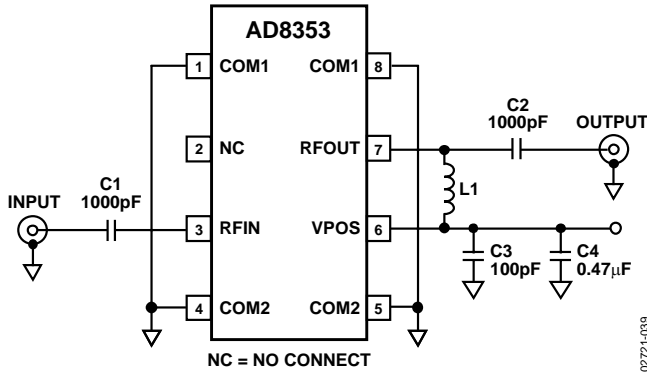 AD8353
1 COM1 COM1 8
C2
1000pF
OUTPUT
2 NC RFOUT 7
C1
1000pF
L1
INPUT
3 RFIN VPOS 6
C3
100pF
C4
0.47µF
4 COM2 COM2 5
NC = NO CONNECT
02721-039